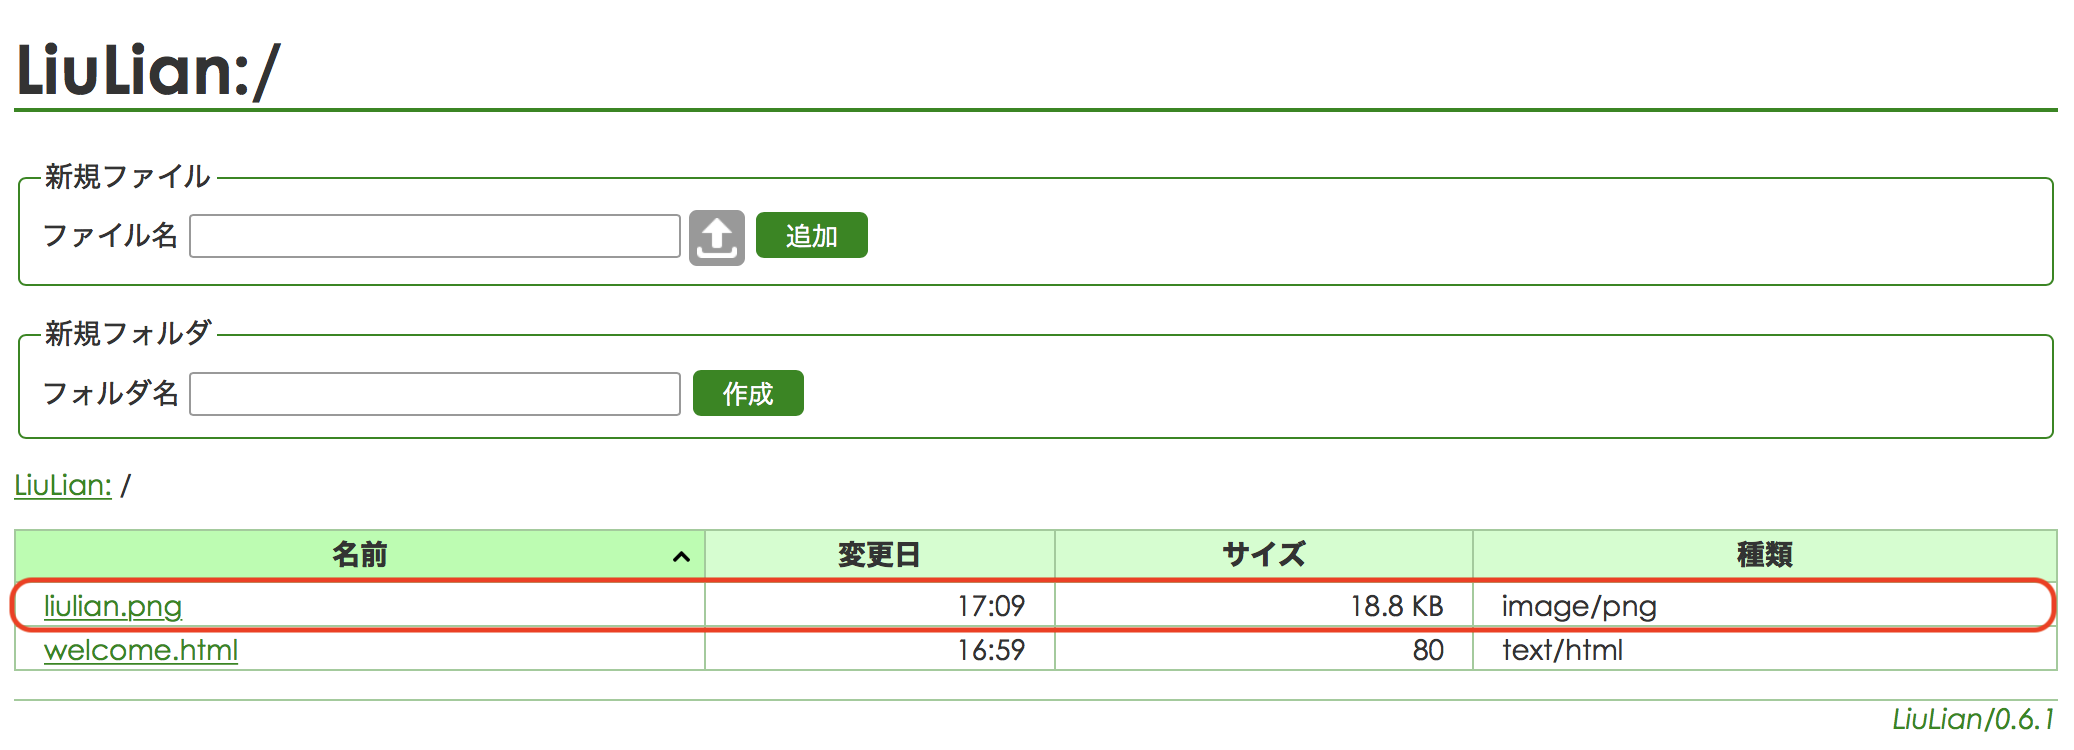 LiuLian:/
新規ファイル
ファイル名 追加
新規フォルダ
フォルダ名 作成
LiuLian: /
名前 変更日 サイズ 種類
liulian.png 17:09 18.8 KB image/png
welcome.html 16:59 80 text/html
LiuLian/0.6.1